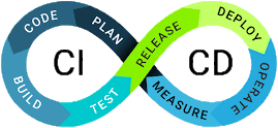 CODE
PLAN
RELEASE
DEPLOY
CI
CD
BUILD
TEST
MEASURE
OPERATE